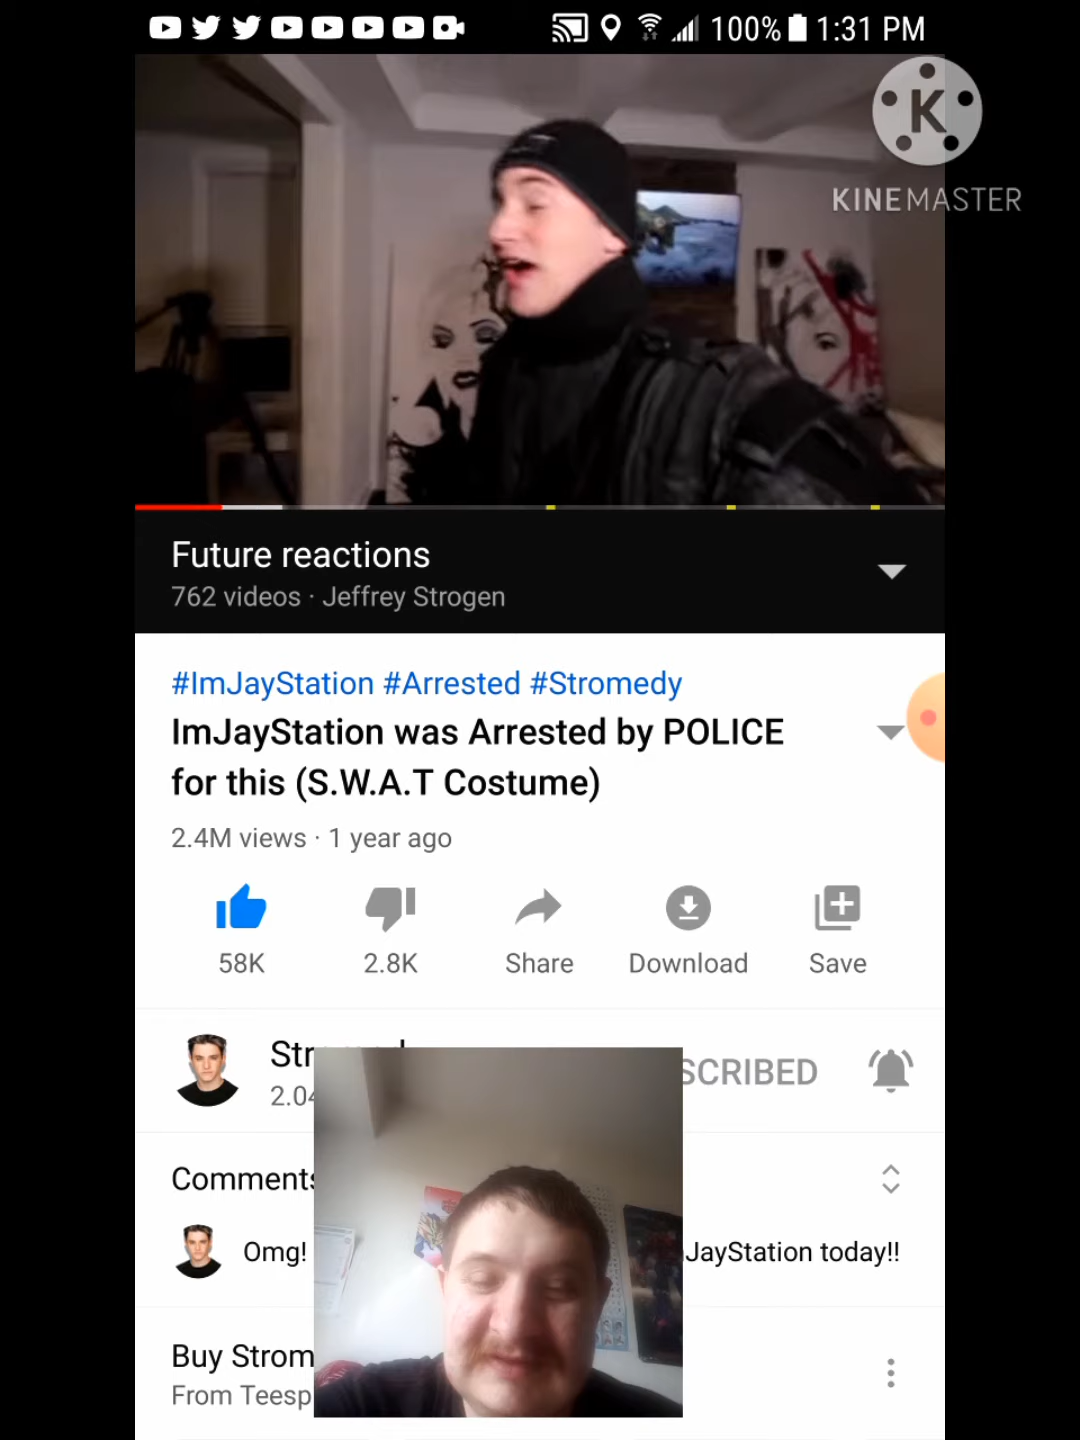 100% 1:31 PM
K
KINEMASTER
Future reactions
762 videos · Jeffrey Strogen
#ImJayStation #Arrested #Stromedy
ImJayStation was Arrested by POLICE
for this (S.W.A.T Costume)
2.4M views · 1 year ago
58K 2.8K Share Download Save
SCRIBED
2.04
Comments
Omg! JayStation today!!
Buy Strom
From Teesp